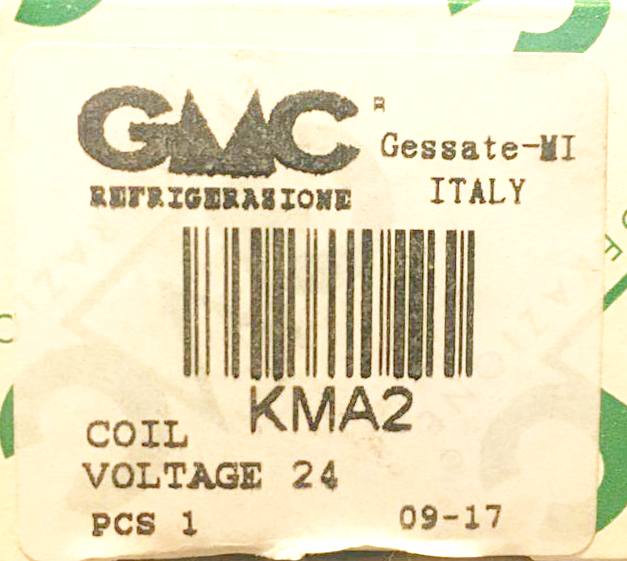 GMC ® Gessate-MI
REFRIGERAZIONE ITALY
KMA2
COIL
VOLTAGE 24
PCS 1 09-17